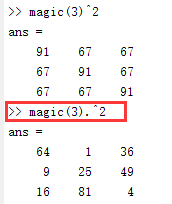 >> magic(3)^2
ans =
91 67 67
67 91 67
67 67 91
>> magic(3).^2
ans =
64 1 36
9 25 49
16 81 4